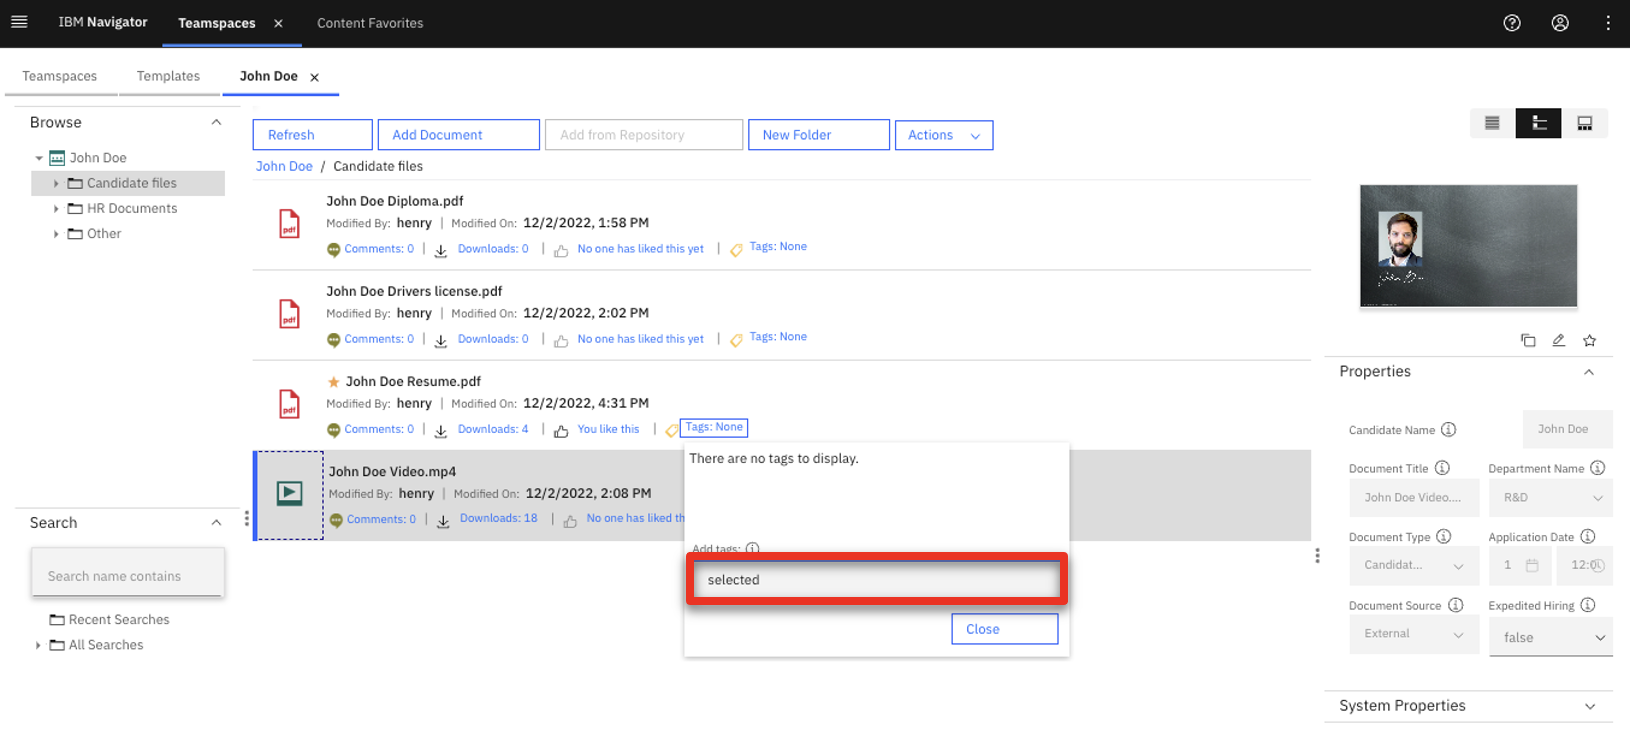 IBM Navigator Teamspaces Content Favorites
Teamspaces Templates John Doe
Browse
John Doe
Candidate files
HR Documents
Other
Search
Search name contains
Recent Searches
All Searches
Refresh Add Document Add from Repository New Folder Actions
John Doe / Candidate files
John Doe Diploma.pdf
Modified By: henry | Modified On: 12/2/2022, 1:58 PM
Comments: 0 | Downloads: 0 | No one has liked this yet | Tags: None
John Doe Drivers license.pdf
Modified By: henry | Modified On: 12/2/2022, 2:02 PM
Comments: 0 | Downloads: 0 | No one has liked this yet | Tags: None
John Doe Resume.pdf
Modified By: henry | Modified On: 12/2/2022, 4:31 PM
Comments: 0 | Downloads: 4 | You like this | Tags: None
John Doe Video.mp4
Modified By: henry | Modified On: 12/2/2022, 2:08 PM
Comments: 0 | Downloads: 18 | No one has liked th
There are no tags to display.
Add tags:
selected
Close
Properties
Candidate Name John Doe
Document Title Department Name
John Doe Video.... R&D
Document Type Application Date
Candidat... 1 12:0
Document Source Expedited Hiring
External false
System Properties